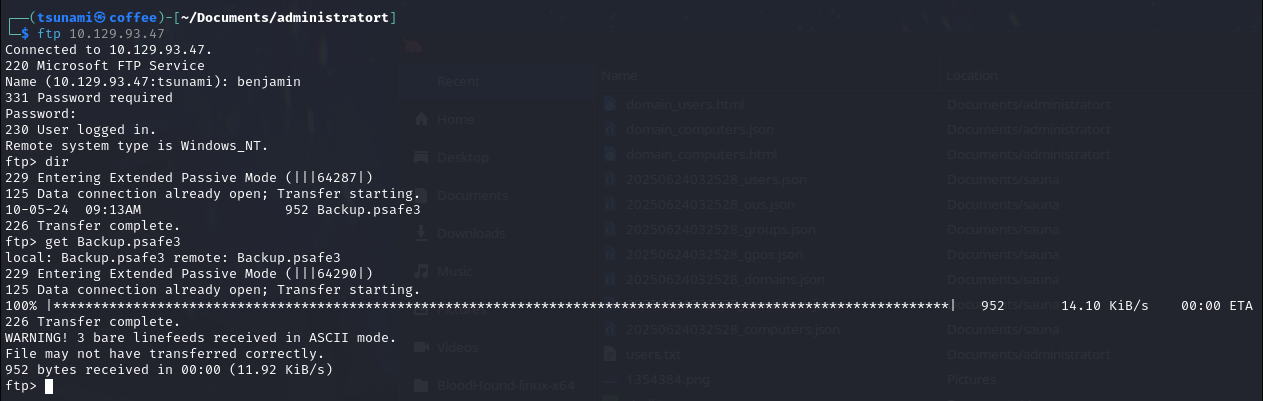 ┌──(tsunami㉿coffee)-[~/Documents/administratort]
└─$ ftp 10.129.93.47
Connected to 10.129.93.47.
220 Microsoft FTP Service
Name (10.129.93.47:tsunami): benjamin
331 Password required
Password:
230 User logged in.
Remote system type is Windows_NT.
ftp> dir
229 Entering Extended Passive Mode (|||64287|)
125 Data connection already open; Transfer starting.
10-05-24  09:13AM                  952 Backup.psafe3
226 Transfer complete.
ftp> get Backup.psafe3
local: Backup.psafe3 remote: Backup.psafe3
229 Entering Extended Passive Mode (|||64290|)
125 Data connection already open; Transfer starting.
100% |*****************************************************************************************************************|   952       14.10 KiB/s    00:00 ETA
226 Transfer complete.
WARNING! 3 bare linefeeds received in ASCII mode.
File may not have transferred correctly.
952 bytes received in 00:00 (11.92 KiB/s)
ftp>
Recent
Home
Desktop
Documents
Downloads
Music
Videos
BloodHound-linux-x64
Name Location
domain_users.html Documents/administratort
domain_computers.json Documents/administratort
domain_computers.html Documents/administratort
20250624032528_users.json Documents/sauna
20250624032528_ous.json Documents/sauna
20250624032528_groups.json Documents/sauna
20250624032528_gpos.json Documents/sauna
20250624032528_domains.json Documents/sauna
20250624032528_computers.json Documents/sauna
users.txt Documents/administratort
1354384.png Pictures